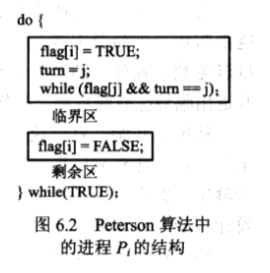 do {
flag[i] = TRUE;
turn = j;
while (flag[j] && turn == j);
临界区
flag[i] = FALSE;
剩余区
} while(TRUE);
图 6.2 Peterson 算法中
的进程 Pi 的结构